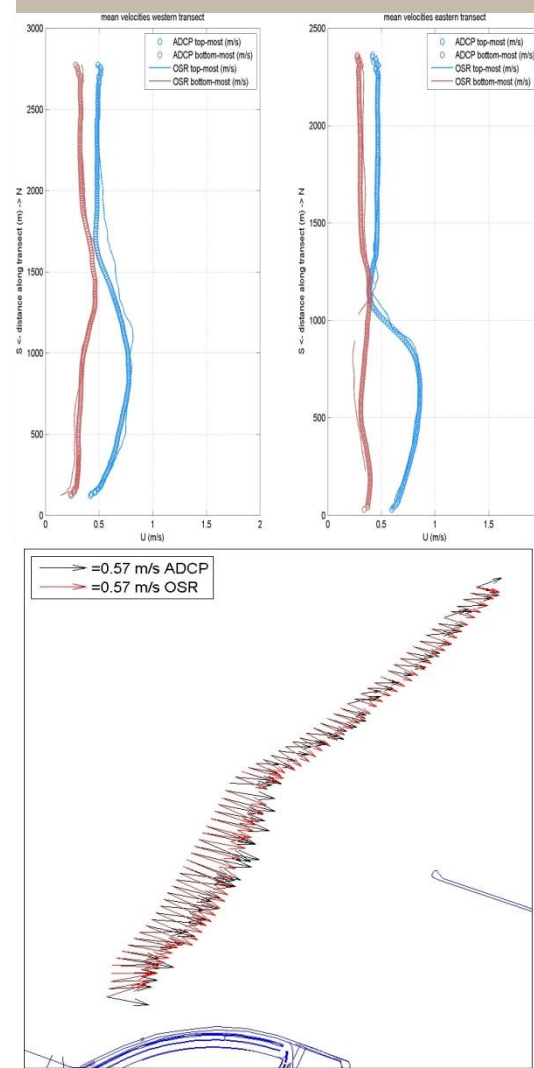 mean velocities western transect
3000
2500
2000
1500
1000
500
0
S <- distance along transect (m) -> N
ADCP top-most (m/s)
ADCP bottom-most (m/s)
OSR top-most (m/s)
OSR bottom-most (m/s)
0 0.5 1 1.5 2
U (m/s)
mean velocities eastern transect
2500
2000
1500
1000
500
0
S <- distance along transect (m) -> N
ADCP top-most (m/s)
ADCP bottom-most (m/s)
OSR top-most (m/s)
OSR bottom-most (m/s)
0 0.5 1 1.5
U (m/s)
=0.57 m/s ADCP
=0.57 m/s OSR